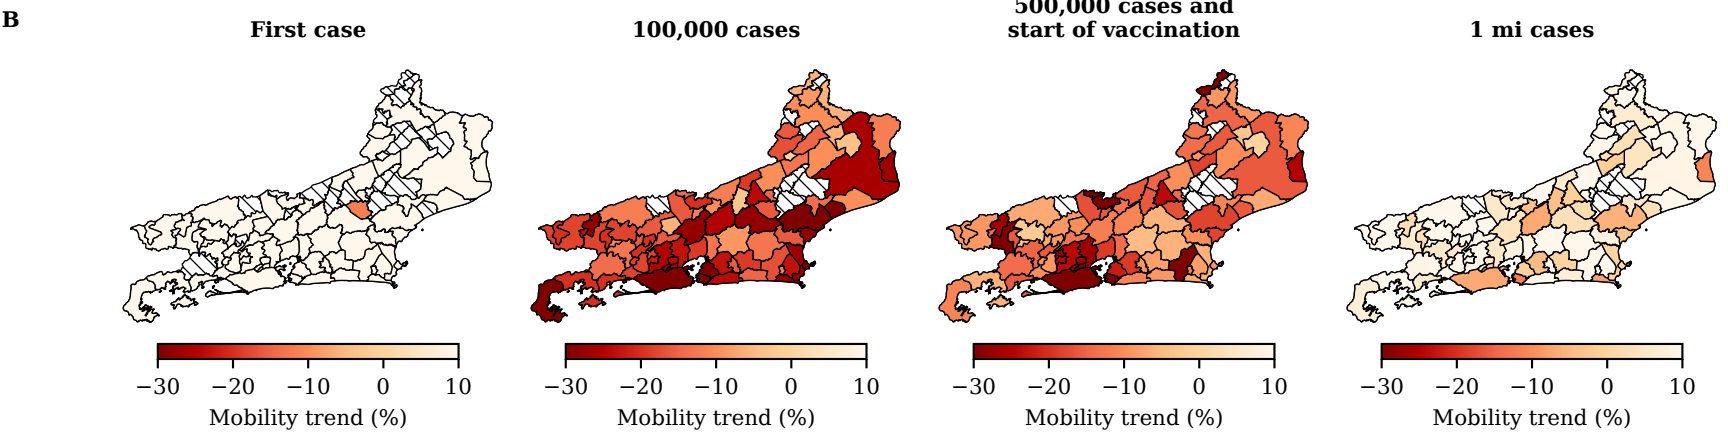 B
First case
100,000 cases
500,000 cases and
start of vaccination
1 mi cases
−30 −20 −10 0 10
Mobility trend (%)
−30 −20 −10 0 10
Mobility trend (%)
−30 −20 −10 0 10
Mobility trend (%)
−30 −20 −10 0 10
Mobility trend (%)